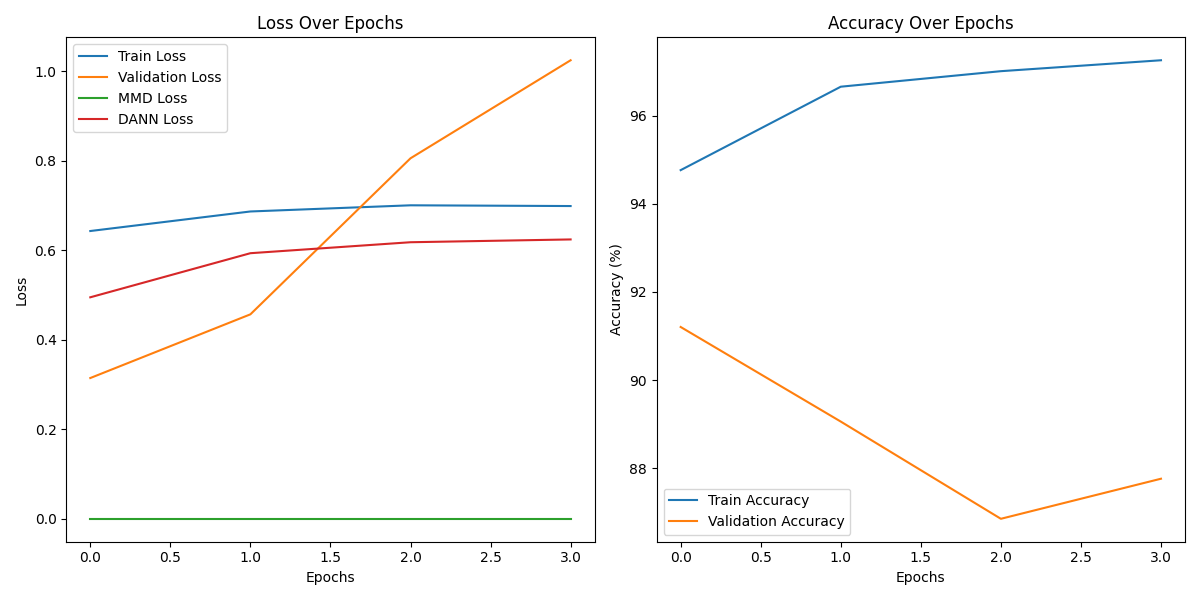 Loss Over Epochs
Train Loss
Validation Loss
MMD Loss
DANN Loss
1.0
0.8
0.6
0.4
0.2
0.0
Loss
0.0 0.5 1.0 1.5 2.0 2.5 3.0
Epochs
Accuracy Over Epochs
96
94
92
90
88
Accuracy (%)
Train Accuracy
Validation Accuracy
0.0 0.5 1.0 1.5 2.0 2.5 3.0
Epochs